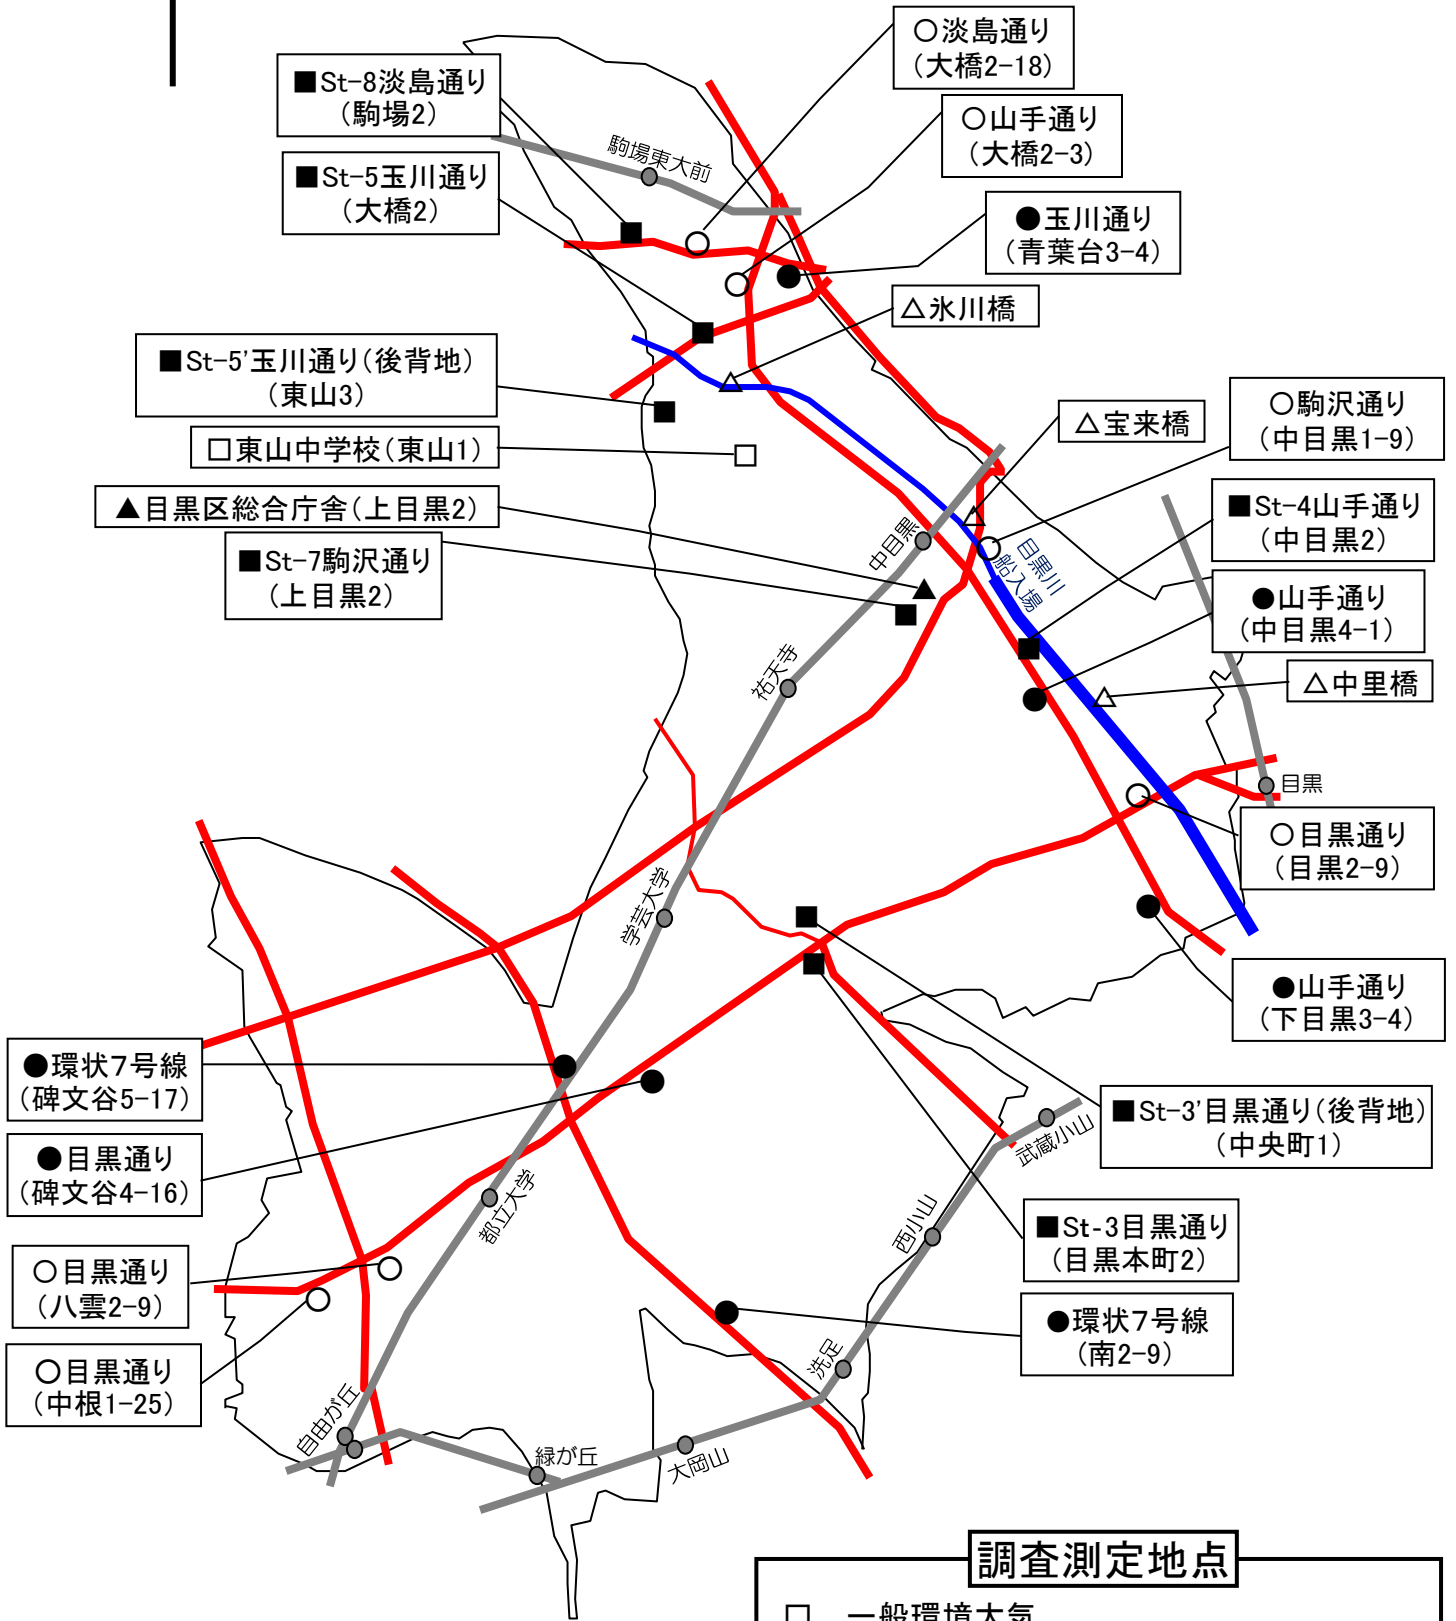 ○淡島通り
(大橋2-18)
■St-8淡島通り
(駒場2)
○山手通り
(大橋2-3)
駒場東大前
■St-5玉川通り
(大橋2)
●玉川通り
(青葉台3-4)
△氷川橋
■St-5'玉川通り(後背地)
(東山3)
○駒沢通り
(中目黒1-9)
△宝来橋
□東山中学校(東山1)
▲目黒区総合庁舎(上目黒2)
■St-4山手通り
(中目黒2)
中目黒
目黒川
船入場
■St-7駒沢通り
(上目黒2)
●山手通り
(中目黒4-1)
祐天寺
△中里橋
目黒
○目黒通り
(目黒2-9)
学芸大学
●山手通り
(下目黒3-4)
●環状7号線
(碑文谷5-17)
■St-3'目黒通り(後背地)
(中央町1)
武蔵小山
●目黒通り
(碑文谷4-16)
都立大学
西小山
■St-3目黒通り
(目黒本町2)
○目黒通り
(八雲2-9)
●環状7号線
(南2-9)
○目黒通り
(中根1-25)
洗足
自由が丘
緑が丘
大岡山
調査測定地点
□ 一般環境大気